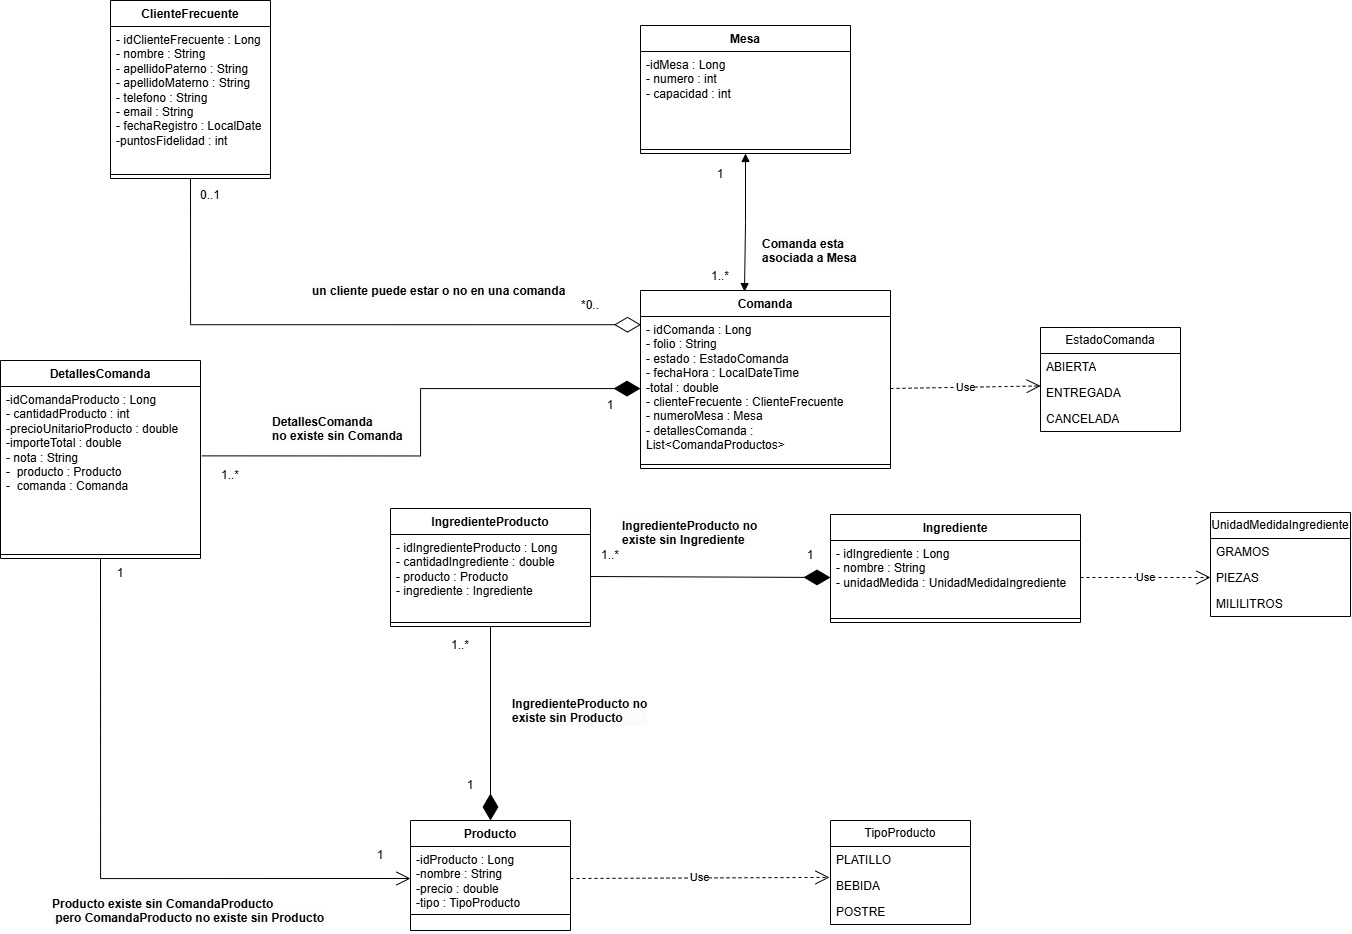 ClienteFrecuente
- idClienteFrecuente : Long
- nombre : String
- apellidoPaterno : String
- apellidoMaterno : String
- telefono : String
- email : String
- fechaRegistro : LocalDate
-puntosFidelidad : int
0..1
Mesa
-idMesa : Long
- numero : int
- capacidad : int
1
Comanda esta
asociada a Mesa
1..*
un cliente puede estar o no en una comanda
*0..
Comanda
- idComanda : Long
- folio : String
- estado : EstadoComanda
- fechaHora : LocalDateTime
-total : double
- clienteFrecuente : ClienteFrecuente
- numeroMesa : Mesa
- detallesComanda :
List<ComandaProductos>
Use
EstadoComanda
ABIERTA
ENTREGADA
CANCELADA
DetallesComanda
-idComandaProducto : Long
- cantidadProducto : int
-precioUnitarioProducto : double
-importeTotal : double
- nota : String
-  producto : Producto
-  comanda : Comanda
1
DetallesComanda
no existe sin Comanda
1..*
IngredienteProducto
- idIngredienteProducto : Long
- cantidadIngrediente : double
- producto : Producto
- ingrediente : Ingrediente
IngredienteProducto no
existe sin Ingrediente
1..*
1
Ingrediente
- idIngrediente : Long
- nombre : String
- unidadMedida : UnidadMedidaIngrediente
Use
UnidadMedidaIngrediente
GRAMOS
PIEZAS
MILILITROS
1
1..*
IngredienteProducto no
existe sin Producto
1
1
Producto
-idProducto : Long
-nombre : String
-precio : double
-tipo : TipoProducto
Use
TipoProducto
PLATILLO
BEBIDA
POSTRE
Producto existe sin ComandaProducto
pero ComandaProducto no existe sin Producto